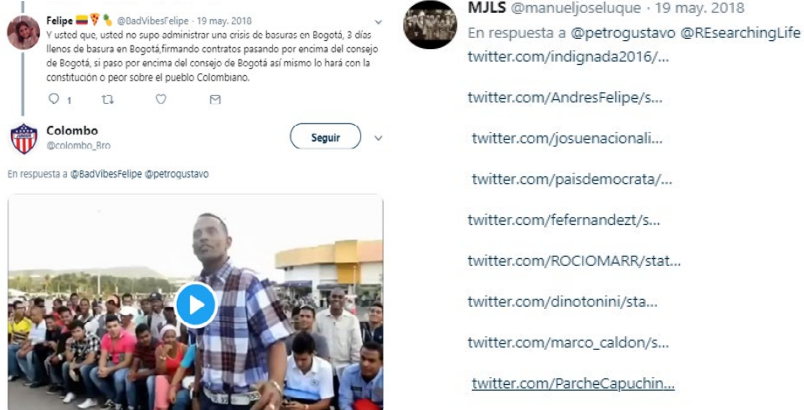 Felipe @BadVibesFelipe · 19 may. 2018
Y usted que, usted no supo administrar una crisis de basuras en Bogotá, 3 días
llenos de basura en Bogotá,firmando contratos pasando por encima del consejo
de Bogotá, si paso por encima del consejo de Bogotá así mismo lo hará con la
constitución o peor sobre el pueblo Colombiano.
1
Colombo
@colombo_Bro
Seguir
En respuesta a @BadVibesFelipe @petrogustavo
MJLS @manueljoseluque · 19 may. 2018
En respuesta a @petrogustavo @REsearchingLife
twitter.com/indignada2016/...
twitter.com/AndresFelipe/s...
twitter.com/josuenacionali...
twitter.com/paisdemocrata/...
twitter.com/fefernandezt/s...
twitter.com/ROCIOMARR/stat...
twitter.com/dinotonini/sta...
twitter.com/marco_caldon/s...
twitter.com/ParcheCapuchin...